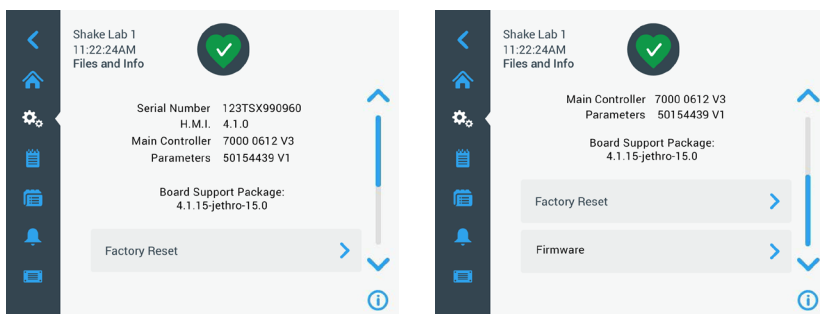 Shake Lab 1
11:22:24AM
Files and Info
Serial Number 123TSX990960
H.M.I. 4.1.0
Main Controller 7000 0612 V3
Parameters 50154439 V1
Board Support Package:
4.1.15-jethro-15.0
Factory Reset
Shake Lab 1
11:22:24AM
Files and Info
Main Controller 7000 0612 V3
Parameters 50154439 V1
Board Support Package:
4.1.15-jethro-15.0
Factory Reset
Firmware